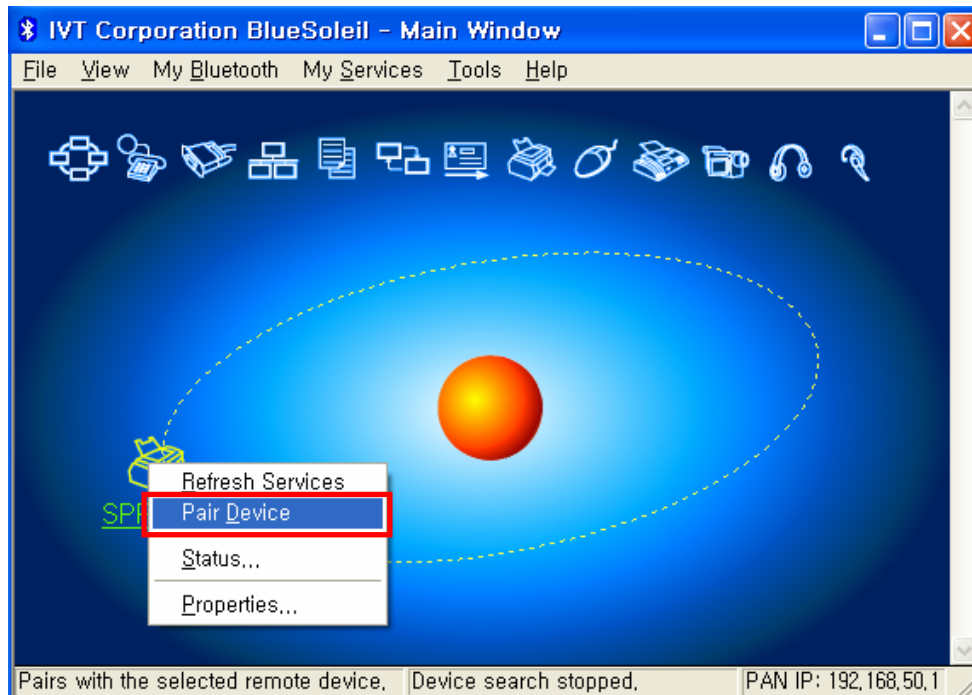 IVT Corporation BlueSoleil - Main Window
File View My Bluetooth My Services Tools Help
Refresh Services
Pair Device
Status...
Properties...
Pairs with the selected remote device. Device search stopped. PAN IP: 192.168.50.1